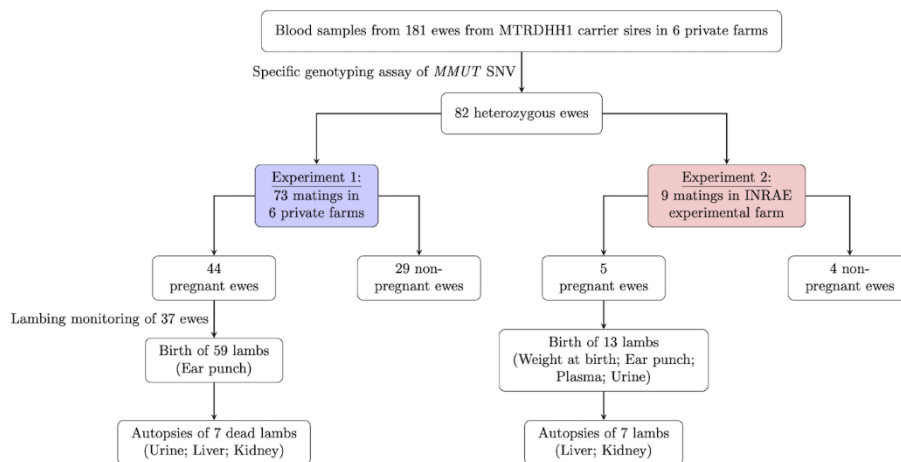 Blood samples from 181 ewes from MTRDHH1 carrier sires in 6 private farms
Specific genotyping assay of MMUT SNV
82 heterozygous ewes
Experiment 1:
73 matings in
6 private farms
Experiment 2:
9 matings in INRAE
experimental farm
44
pregnant ewes
29 non-
pregnant ewes
5
pregnant ewes
4 non-
pregnant ewes
Lambing monitoring of 37 ewes
Birth of 59 lambs
(Ear punch)
Birth of 13 lambs
(Weight at birth; Ear punch;
Plasma; Urine)
Autopsies of 7 dead lambs
(Urine; Liver; Kidney)
Autopsies of 7 lambs
(Liver; Kidney)